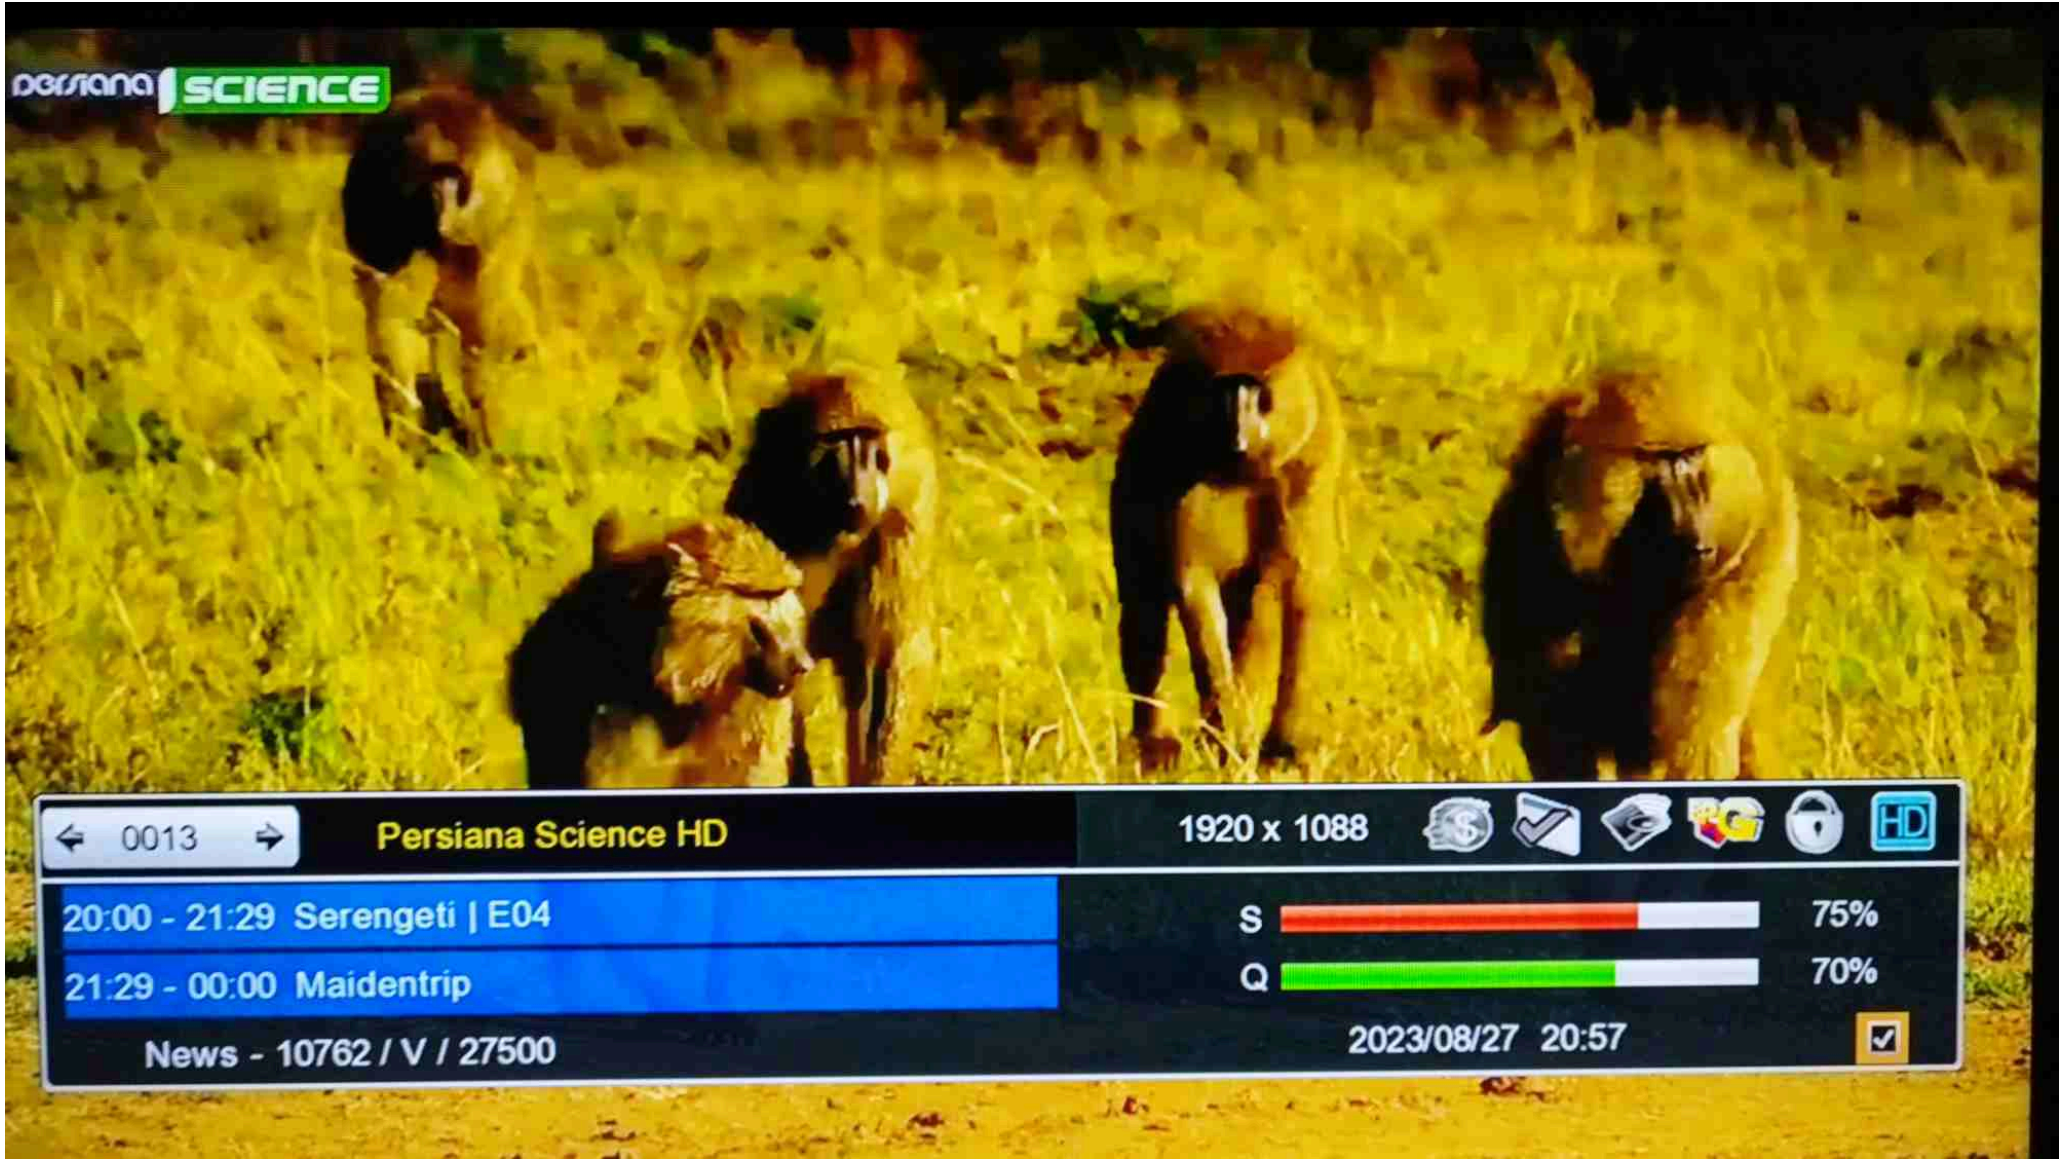 persiana SCIENCE
0013 Persiana Science HD 1920 x 1088 HD
20:00 - 21:29 Serengeti | E04
S 75%
21:29 - 00:00 Maidentrip
Q 70%
News - 10762 / V / 27500
2023/08/27 20:57